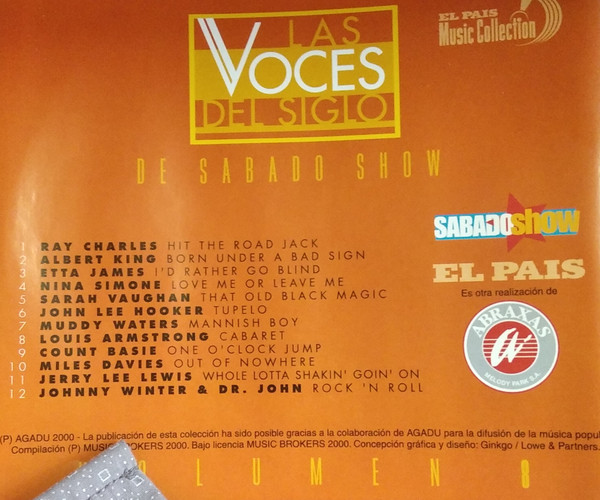 LAS
VOCES
DEL SIGLO
EL PAIS
Music Collection
DE SABADO SHOW
SABADOshow
EL PAIS
Es otra realización de
ABRAXAS
MELODY PARK S.A.
1 RAY CHARLES HIT THE ROAD JACK
2 ALBERT KING BORN UNDER A BAD SIGN
3 ETTA JAMES I'D RATHER GO BLIND
4 NINA SIMONE LOVE ME OR LEAVE ME
5 SARAH VAUGHAN THAT OLD BLACK MAGIC
6 JOHN LEE HOOKER TUPELO
7 MUDDY WATERS MANNISH BOY
8 LOUIS ARMSTRONG CABARET
9 COUNT BASIE ONE O'CLOCK JUMP
10 MILES DAVIES OUT OF NOWHERE
11 JERRY LEE LEWIS WHOLE LOTTA SHAKIN' GOIN' ON
12 JOHNNY WINTER & DR. JOHN ROCK 'N ROLL
(P) AGADU 2000 - La publicación de esta colección ha sido posible gracias a la colaboración de AGADU para la difusión de la música popul
Compilación (P) MUSIC BROKERS 2000. Bajo licencia MUSIC BROKERS 2000. Concepción gráfica y diseño: Ginkgo / Lowe & Partners.
OLUMEN 8